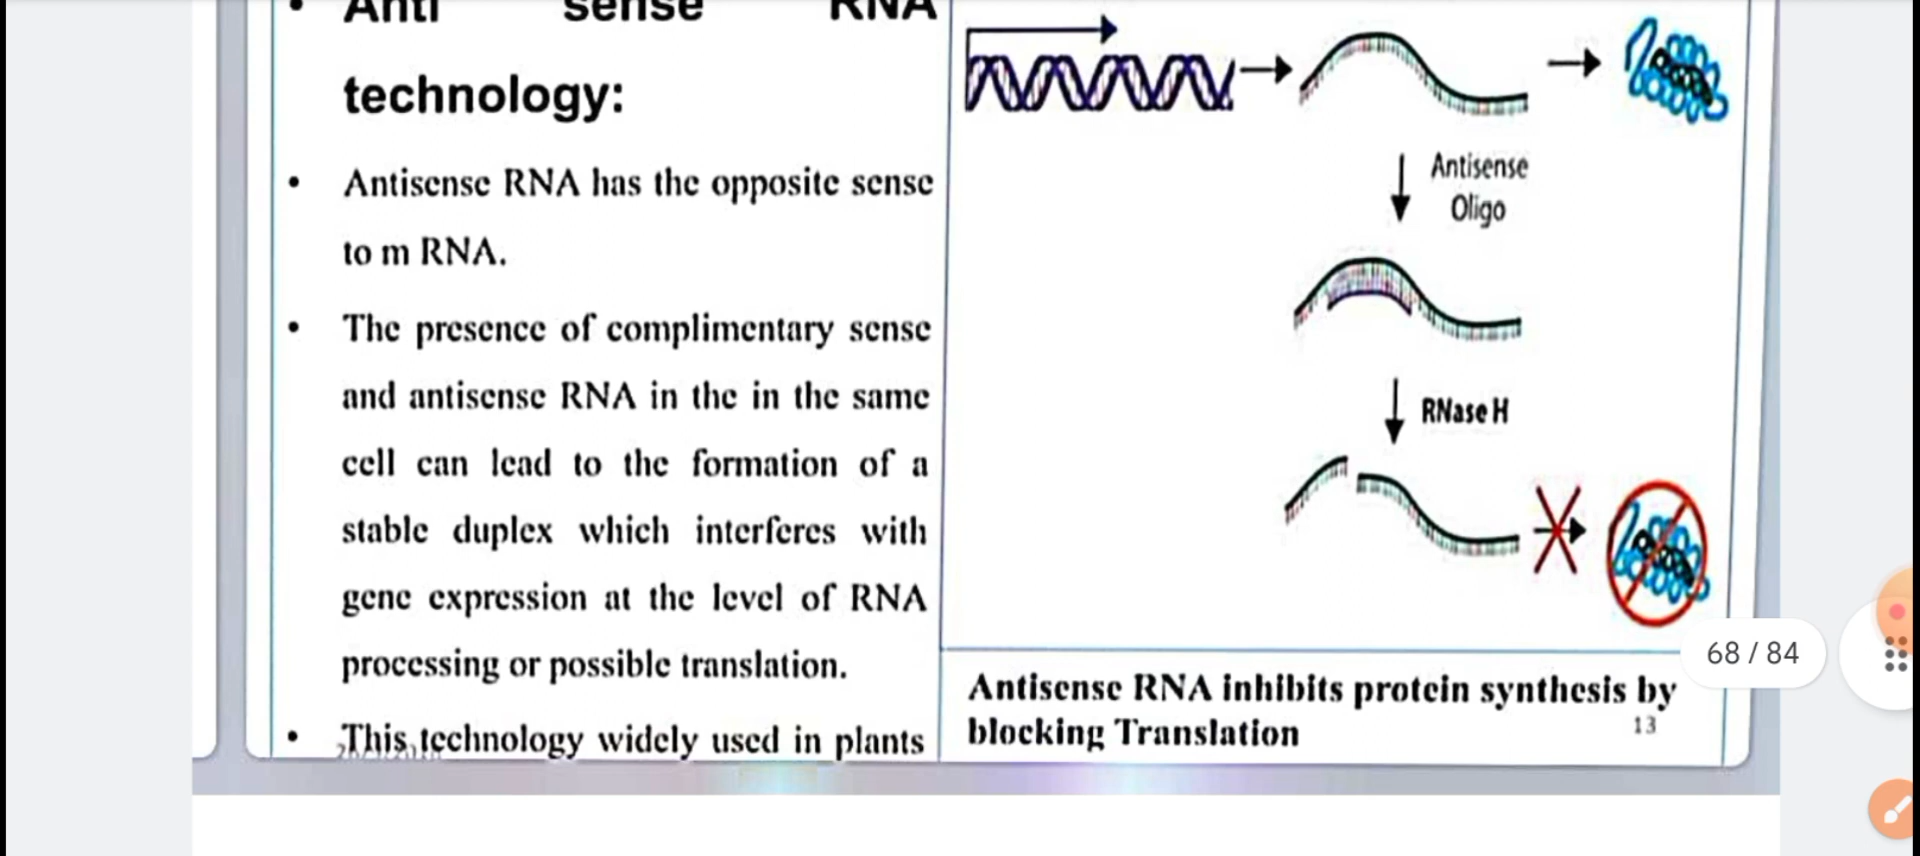 • Anti sense RNA
technology:
• Antisense RNA has the opposite sense
to m RNA.
• The presence of complimentary sense
and antisense RNA in the in the same
cell can lead to the formation of a
stable duplex which interferes with
gene expression at the level of RNA
processing or possible translation.
• This technology widely used in plants
Antisense
Oligo
RNase H
Antisense RNA inhibits protein synthesis by
blocking Translation
13
68 / 84